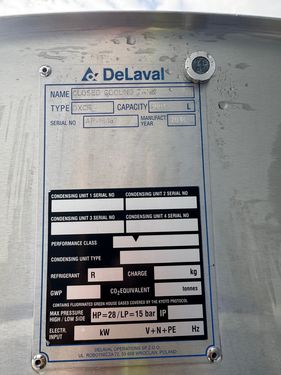 DeLaval
NAME CLOSED COOLING TANK
TYPE DXCR CAPACITY L
SERIAL NO MANUFACT YEAR
CONDENSING UNIT 1 SERIAL NO CONDENSING UNIT 2 SERIAL NO
CONDENSING UNIT 3 SERIAL NO CONDENSING UNIT 4 SERIAL NO
PERFORMANCE CLASS
CONDENSING UNIT TYPE
REFRIGERANT R CHARGE kg
GWP CO2EQUIVALENT tonnes
CONTAINS FLUORINATED GREEN HOUSE GASES COVERED BY THE KYOTO PROTOCOL
MAX PRESSURE HIGH / LOW SIDE HP=28/LP=15 bar IP
ELECTR. INPUT kW V+N+PE Hz
DELAVAL OPERATIONS SP. Z O.O.
UL. ROBOTNICZA 72, 53-608 WROCLAW, POLAND